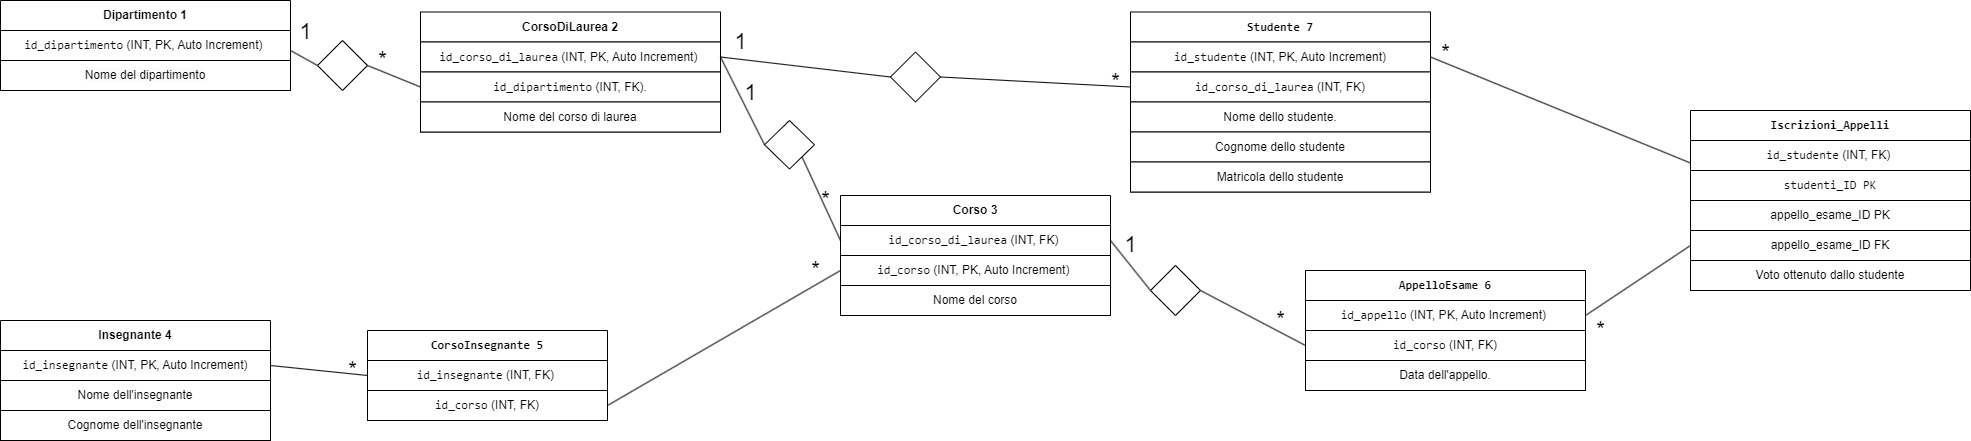 Dipartimento 1
id_dipartimento (INT, PK, Auto Increment)
Nome del dipartimento
1
*
CorsoDiLaurea 2
id_corso_di_laurea (INT, PK, Auto Increment)
id_dipartimento (INT, FK).
Nome del corso di laurea
1
*
1
*
Studente 7
id_studente (INT, PK, Auto Increment)
id_corso_di_laurea (INT, FK)
Nome dello studente.
Cognome dello studente
Matricola dello studente
*
Iscrizioni_Appelli
id_studente (INT, FK)
studenti_ID PK
appello_esame_ID PK
appello_esame_ID FK
Voto ottenuto dallo studente
Corso 3
id_corso_di_laurea (INT, FK)
id_corso (INT, PK, Auto Increment)
Nome del corso
*
1
*
AppelloEsame 6
id_appello (INT, PK, Auto Increment)
id_corso (INT, FK)
Data dell'appello.
*
Insegnante 4
id_insegnante (INT, PK, Auto Increment)
Nome dell'insegnante
Cognome dell'insegnante
*
CorsoInsegnante 5
id_insegnante (INT, FK)
id_corso (INT, FK)